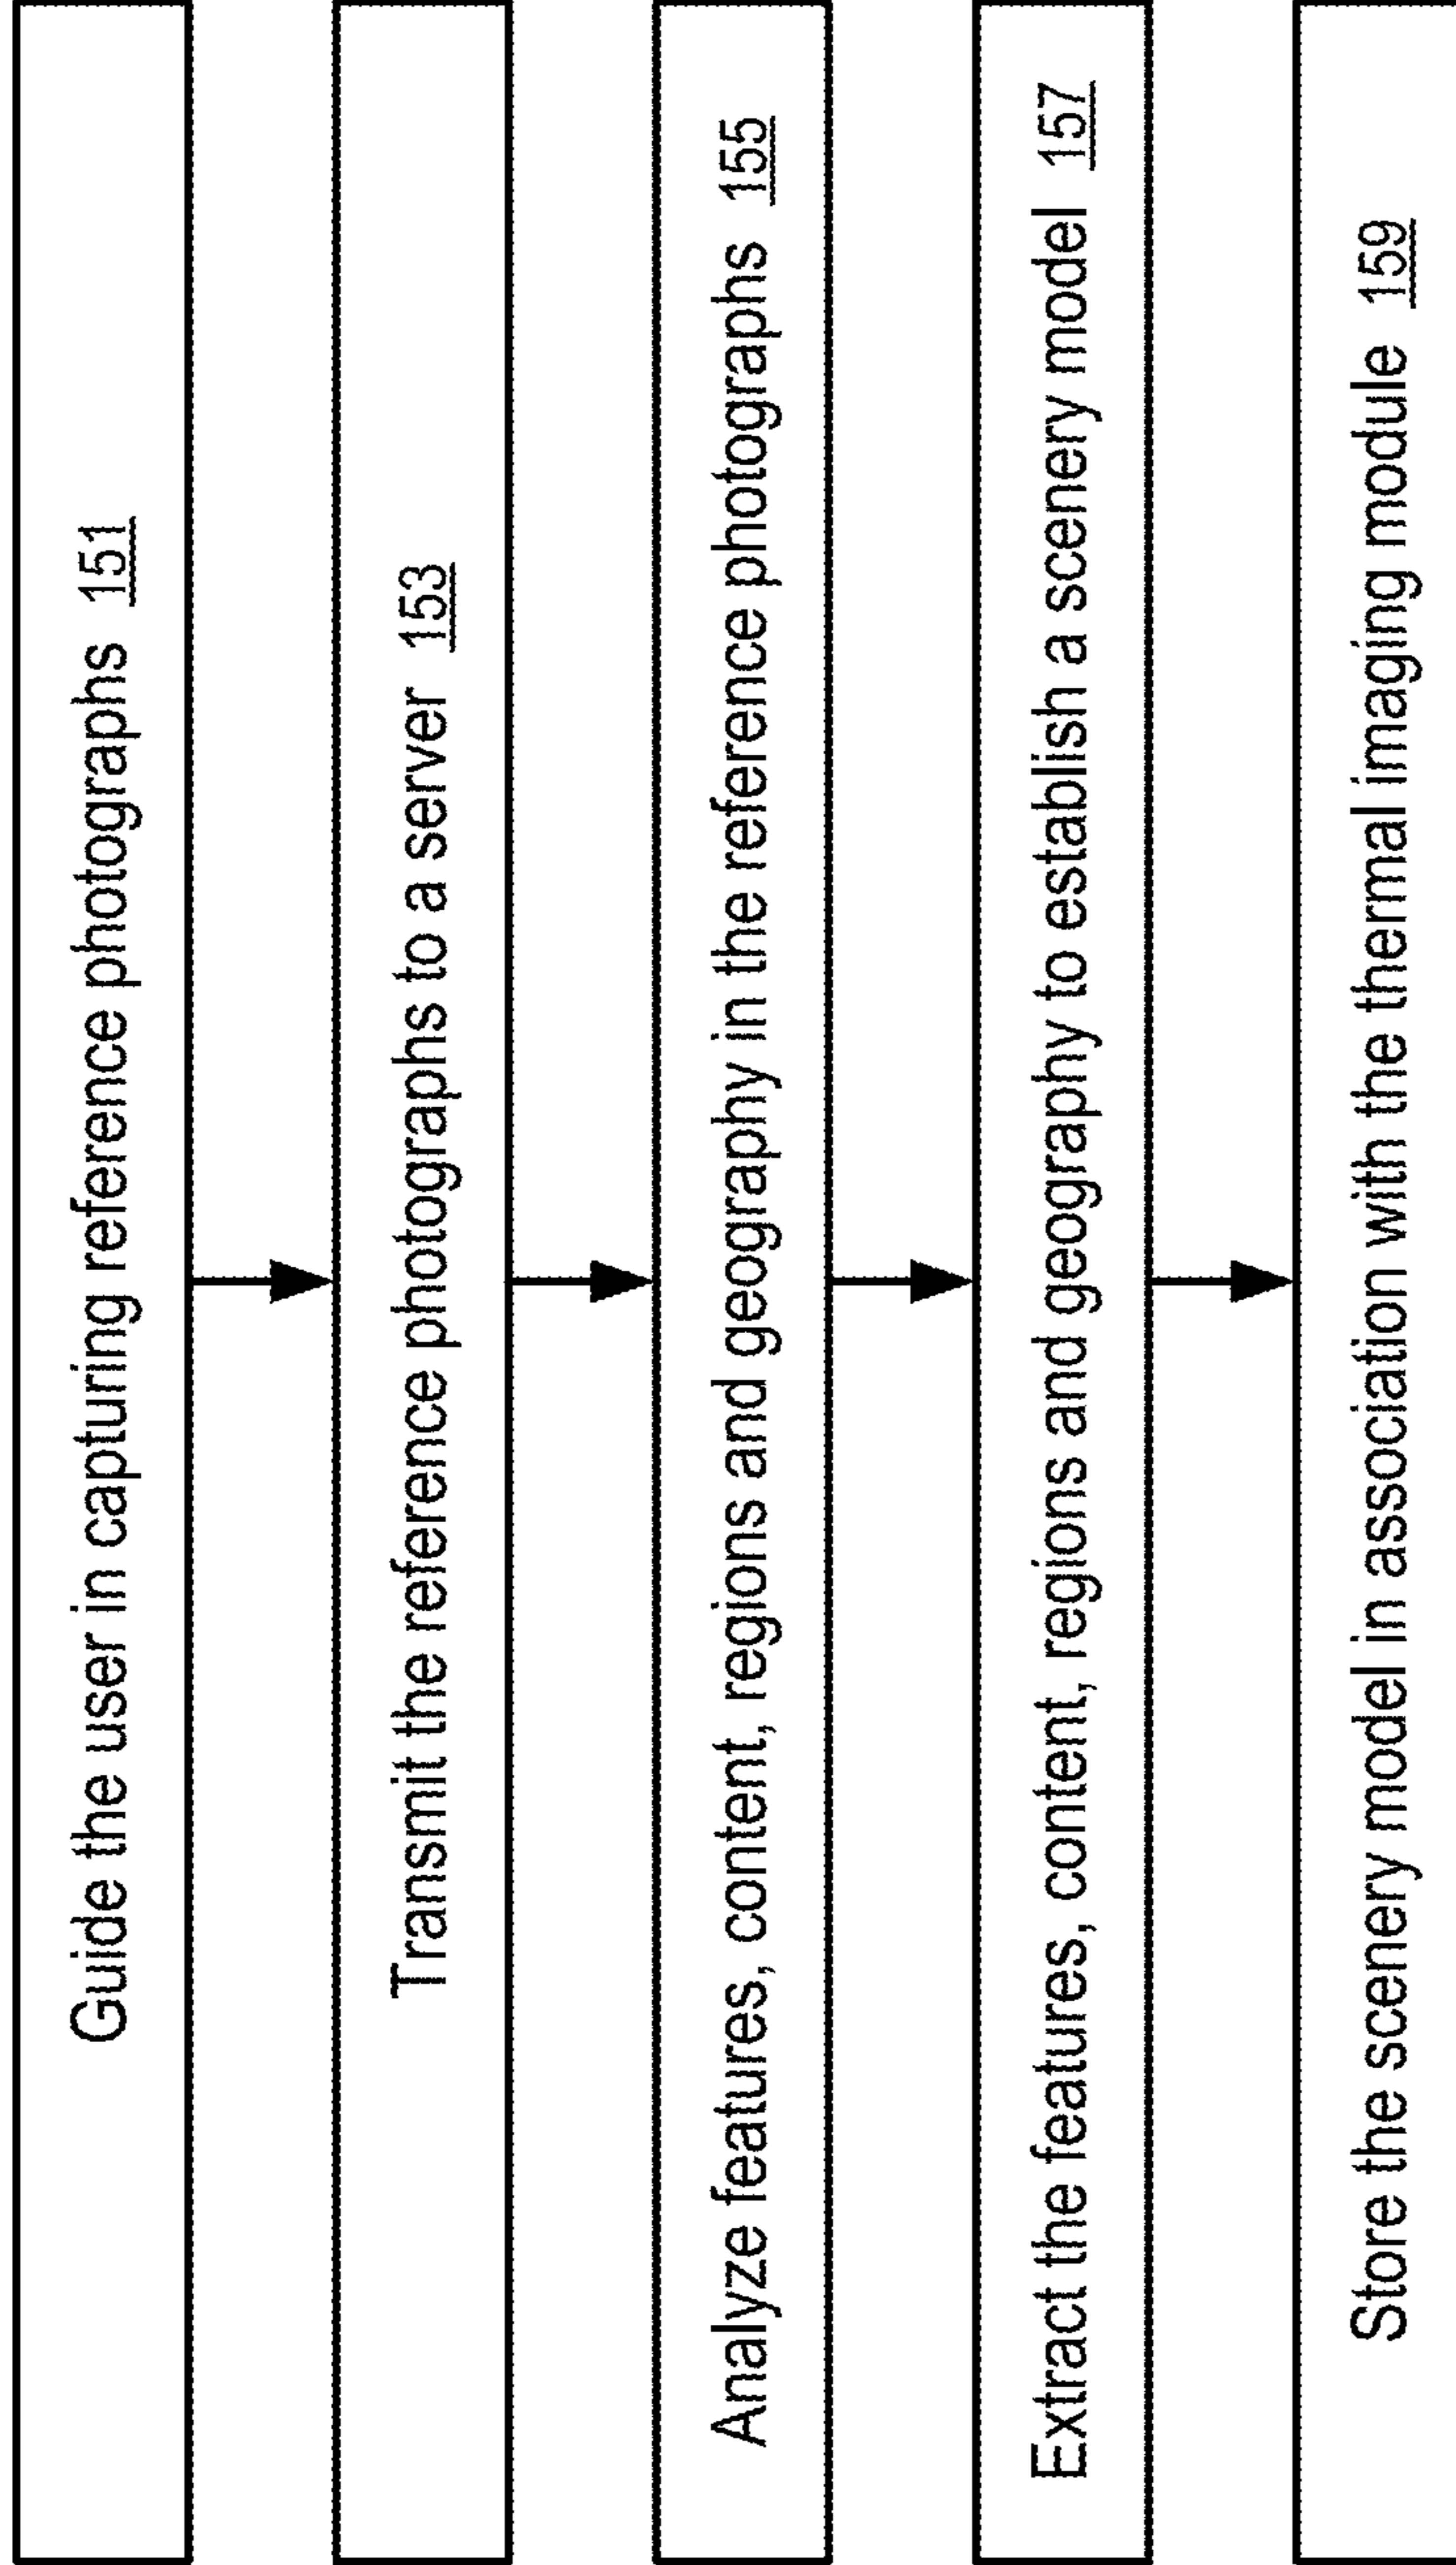 Guide the user in capturing reference photographs 151
Transmit the reference photographs to a server 153
Analyze features, content, regions and geography in the reference photographs 155
Extract the features, content, regions and geography to establish a scenery model 157
Store the scenery model in association with the thermal imaging module 159